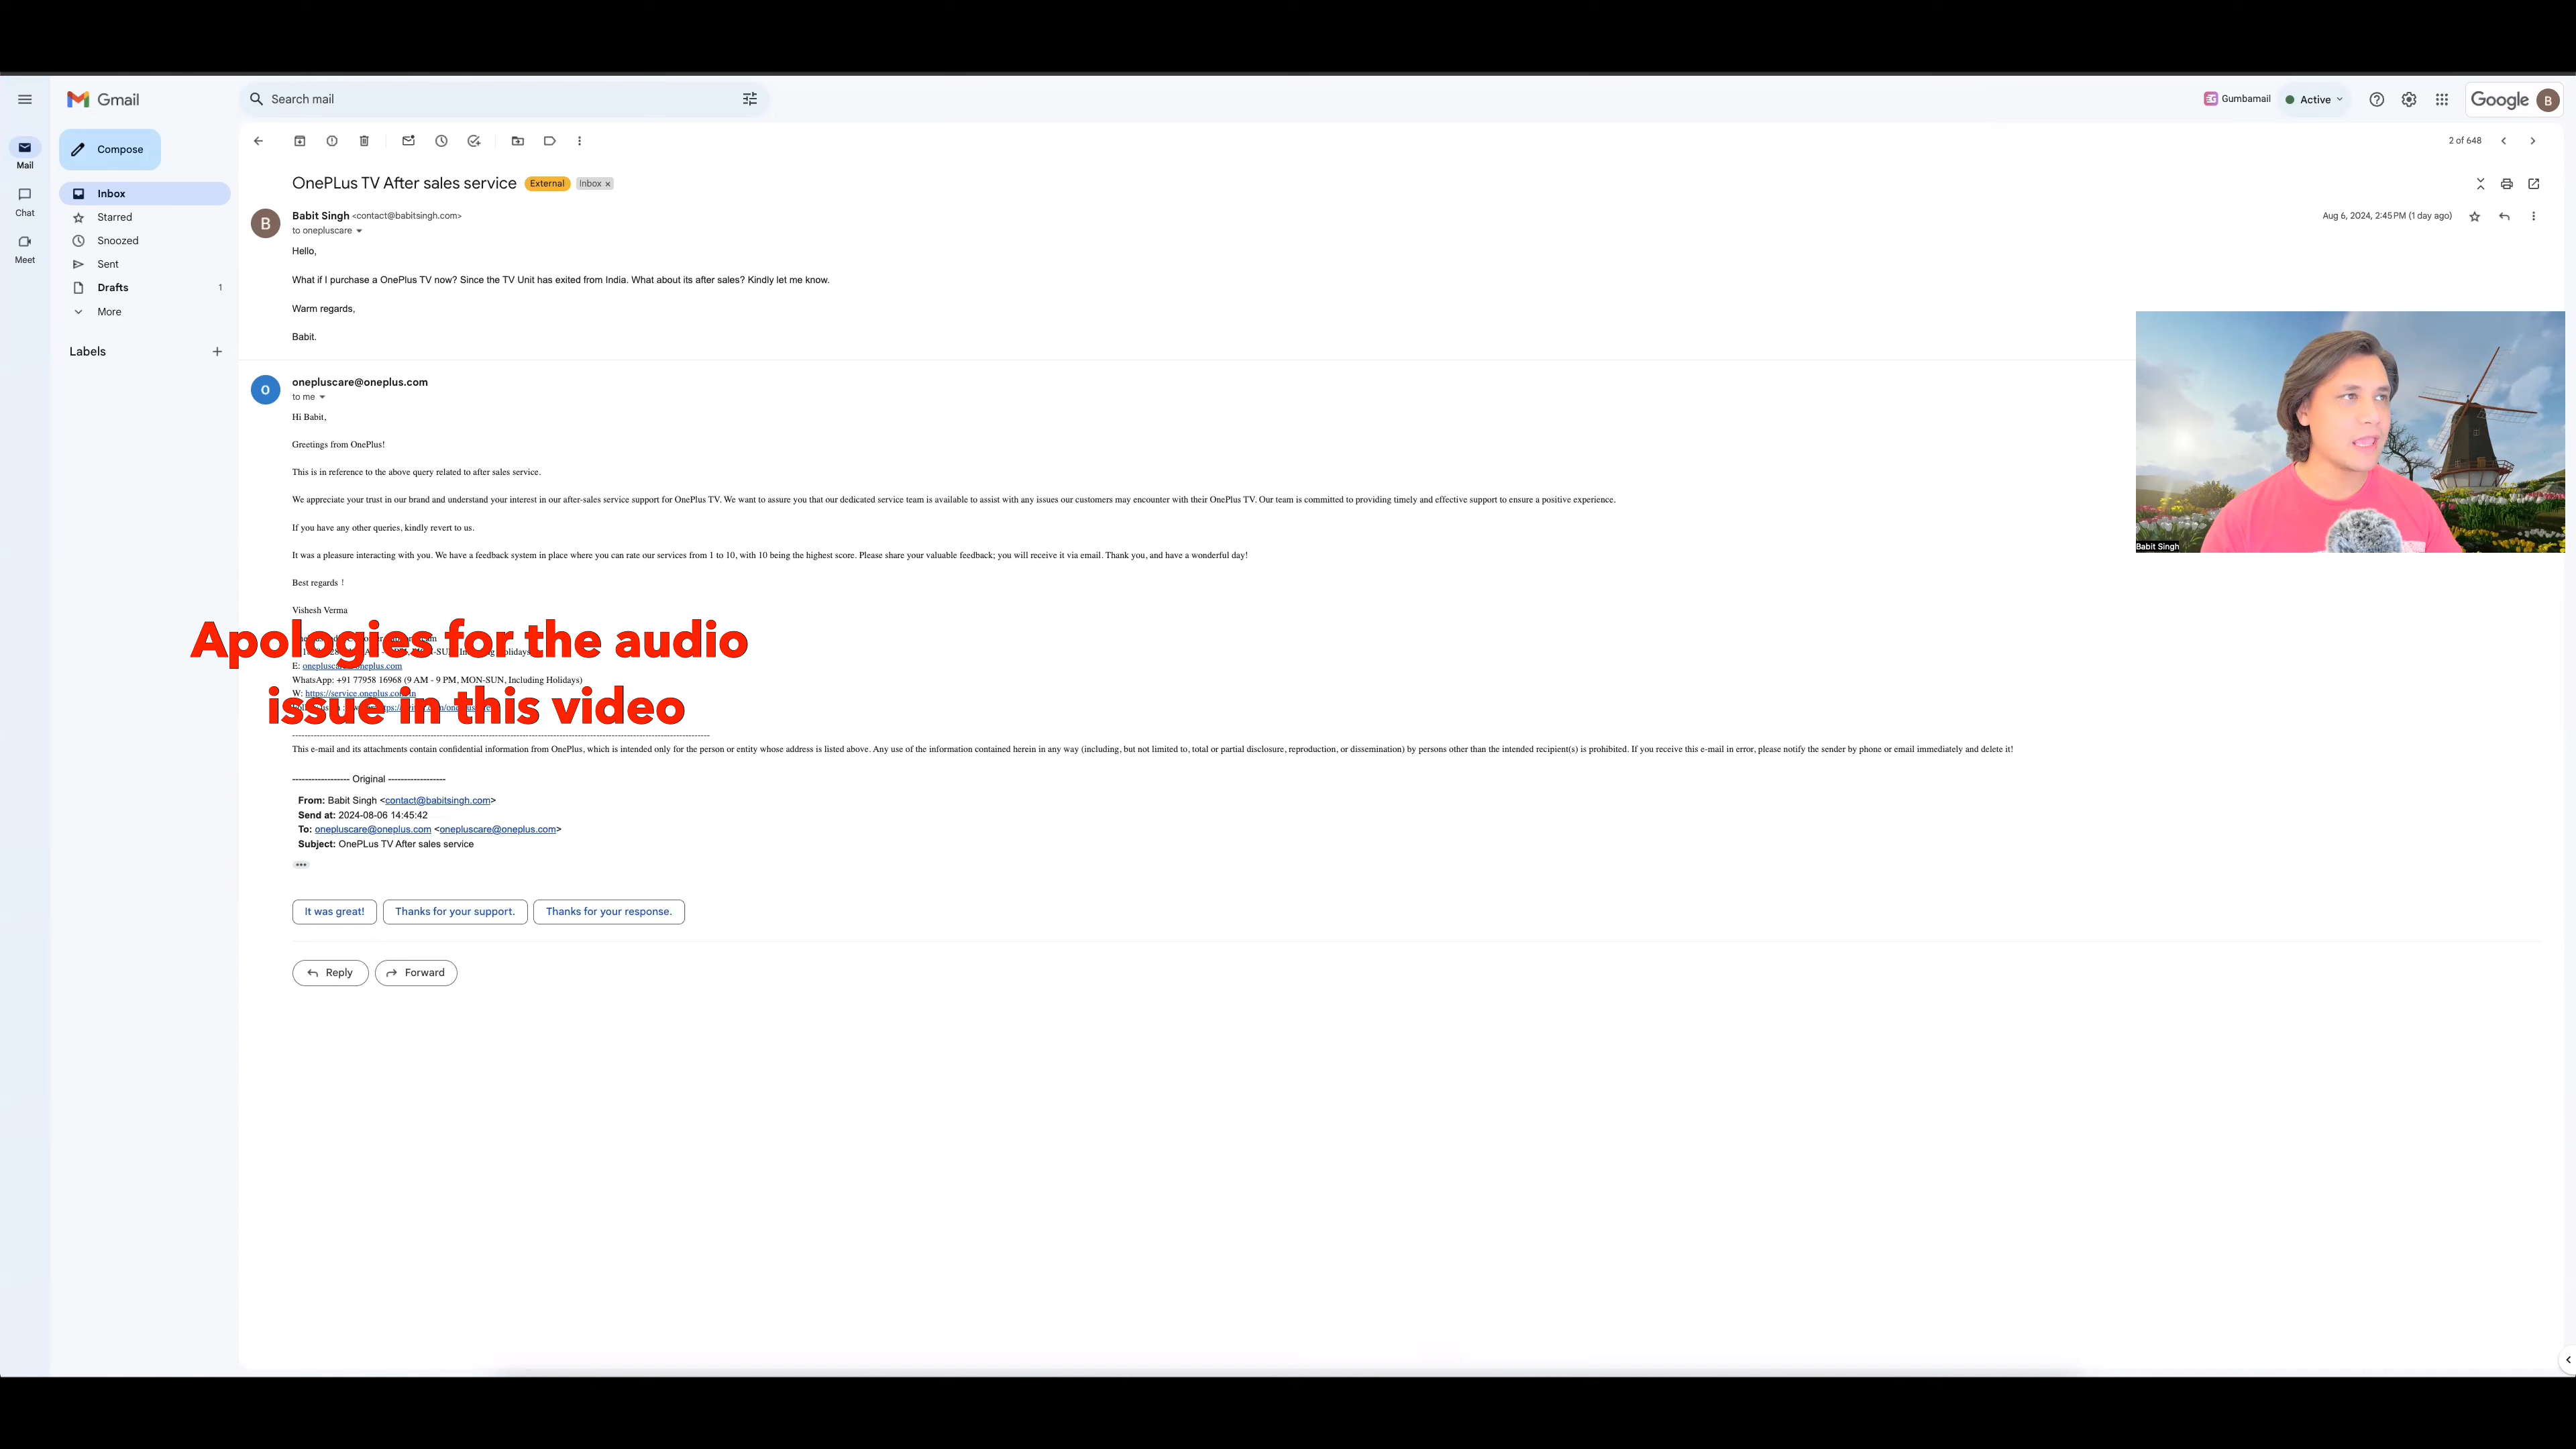 Gmail
Search mail
Gumbamail
Active
Google
B
Mail
Compose
2 of 648
Inbox
OnePLus TV After sales service
External
Inbox x
Chat
Starred
B
Babit Singh <contact@babitsingh.com>
Aug 6, 2024, 2:45 PM (1 day ago)
to onepluscare
Snoozed
Hello,
Meet
Sent
What if I purchase a OnePlus TV now? Since the TV Unit has exited from India. What about its after sales? Kindly let me know.
Drafts
1
More
Warm regards,
Babit.
Labels
O
onepluscare@oneplus.com
to me
Hi Babit,
Greetings from OnePlus!
This is in reference to the above query related to after sales service.
We appreciate your trust in our brand and understand your interest in our after-sales service support for OnePlus TV. We want to assure you that our dedicated service team is available to assist with any issues our customers may encounter with their OnePlus TV. Our team is committed to providing timely and effective support to ensure a positive experience.
If you have any other queries, kindly revert to us.
Babit Singh
It was a pleasure interacting with you. We have a feedback system in place where you can rate our services from 1 to 10, with 10 being the highest score. Please share your valuable feedback; you will receive it via email. Thank you, and have a wonderful day!
Best regards !
Vishesh Verma
Apologies for the audio
issue in this video
E: onepluscare@oneplus.com
WhatsApp: +91 77958 16968 (9 AM - 9 PM, MON-SUN, Including Holidays)
W: https://service.oneplus.com/in
------------------------------------------------------------
This e-mail and its attachments contain confidential information from OnePlus, which is intended only for the person or entity whose address is listed above. Any use of the information contained herein in any way (including, but not limited to, total or partial disclosure, reproduction, or dissemination) by persons other than the intended recipient(s) is prohibited. If you receive this e-mail in error, please notify the sender by phone or email immediately and delete it!
------------------ Original ------------------
From: Babit Singh <contact@babitsingh.com>
Send at: 2024-08-06 14:45:42
To: onepluscare@oneplus.com <onepluscare@oneplus.com>
Subject: OnePLus TV After sales service
It was great!
Thanks for your support.
Thanks for your response.
Reply
Forward